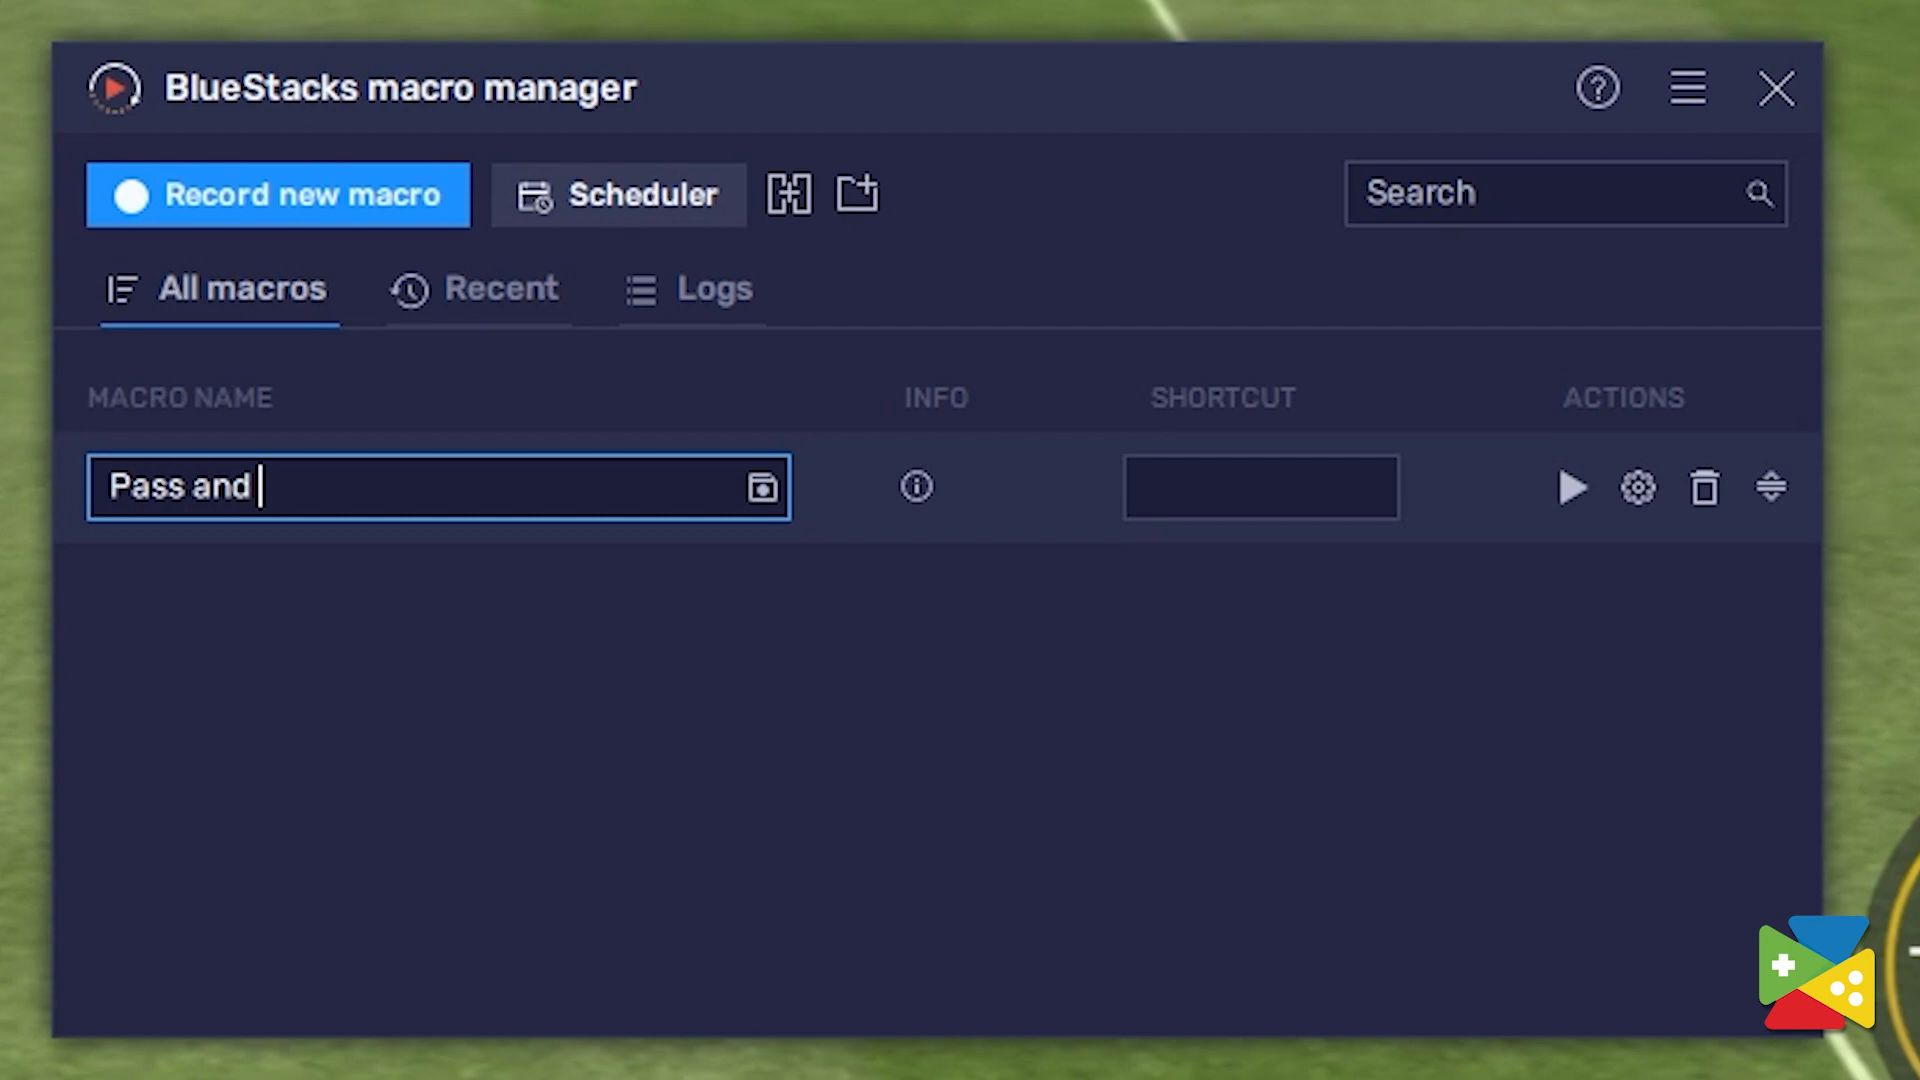 BlueStacks macro manager
Record new macro
Scheduler
Search
All macros
Recent
Logs
MACRO NAME
INFO
SHORTCUT
ACTIONS
Pass and